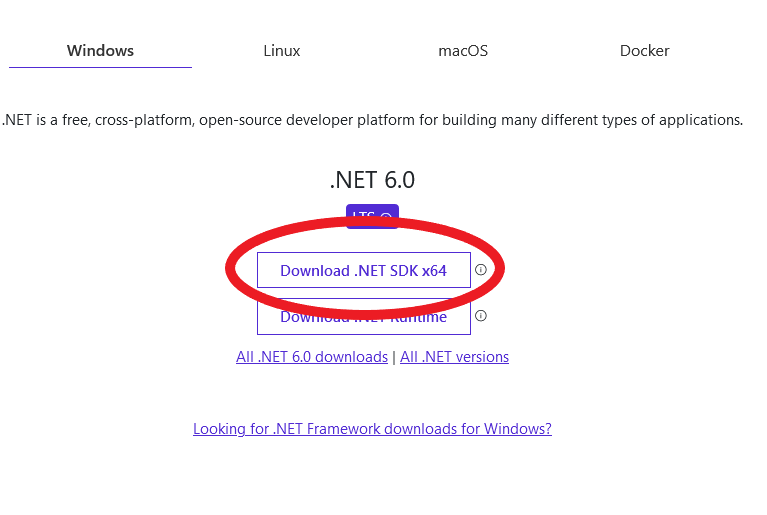 Windows Linux macOS Docker
.NET is a free, cross-platform, open-source developer platform for building many different types of applications.
.NET 6.0
LTS
Download .NET SDK x64
Download .NET Runtime
All .NET 6.0 downloads | All .NET versions
Looking for .NET Framework downloads for Windows?